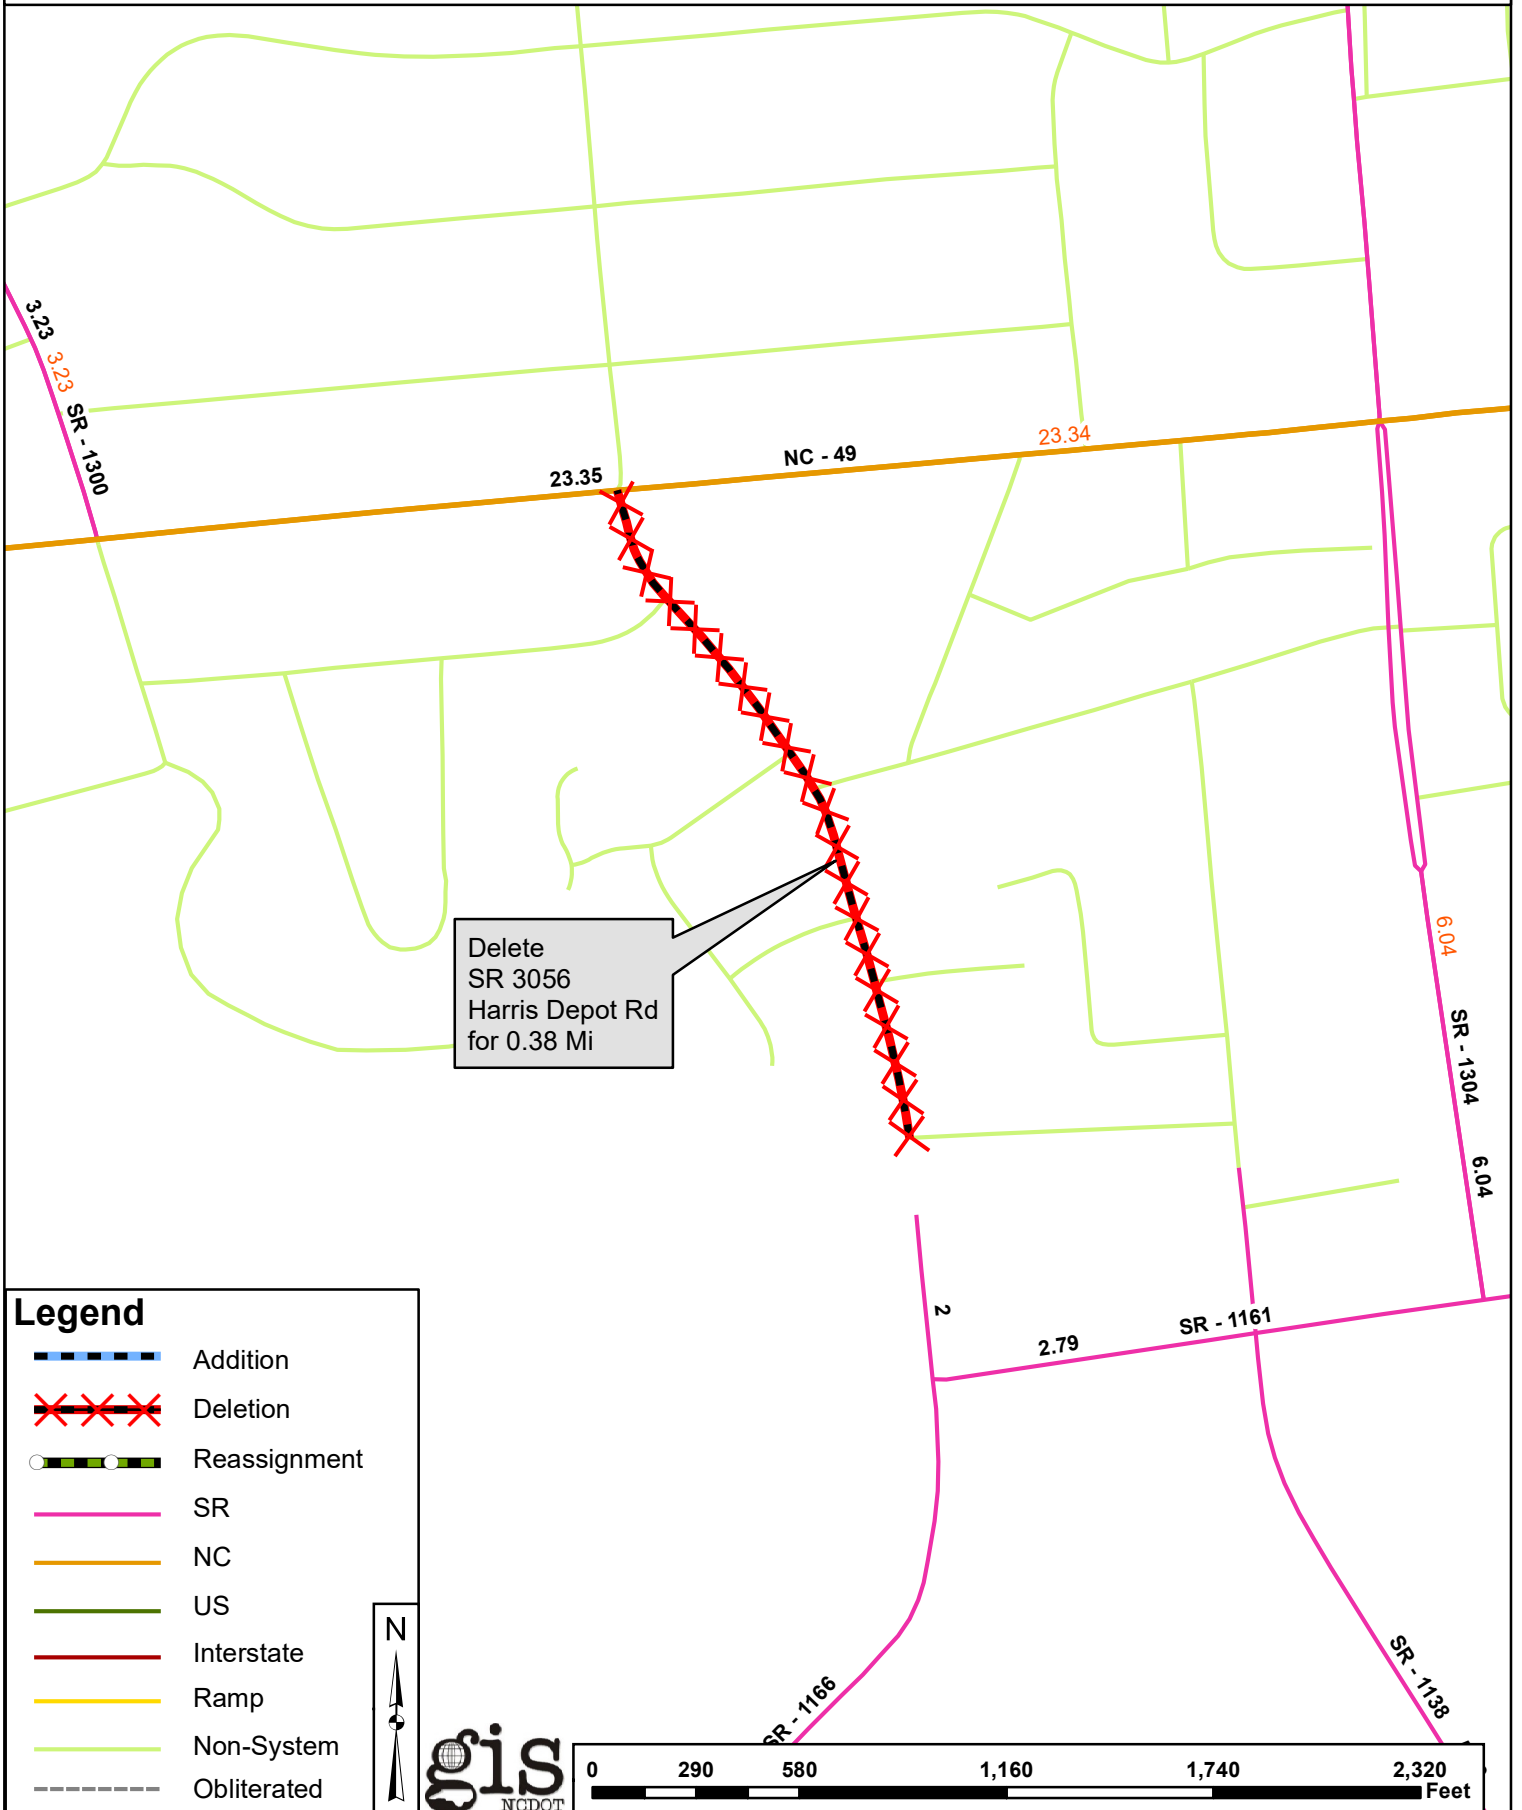 3.23
3.23
SR - 1300
23.35
NC - 49
23.34
Delete
SR 3056
Harris Depot Rd
for 0.38 Mi
6.04
SR - 1304
6.04
2
2.79
SR - 1161
SR - 1166
SR - 1138
Legend
Addition
Deletion
Reassignment
SR
NC
US
Interstate
Ramp
Non-System
Obliterated
N
gis
NCDOT
0 290 580 1,160 1,740 2,320
Feet